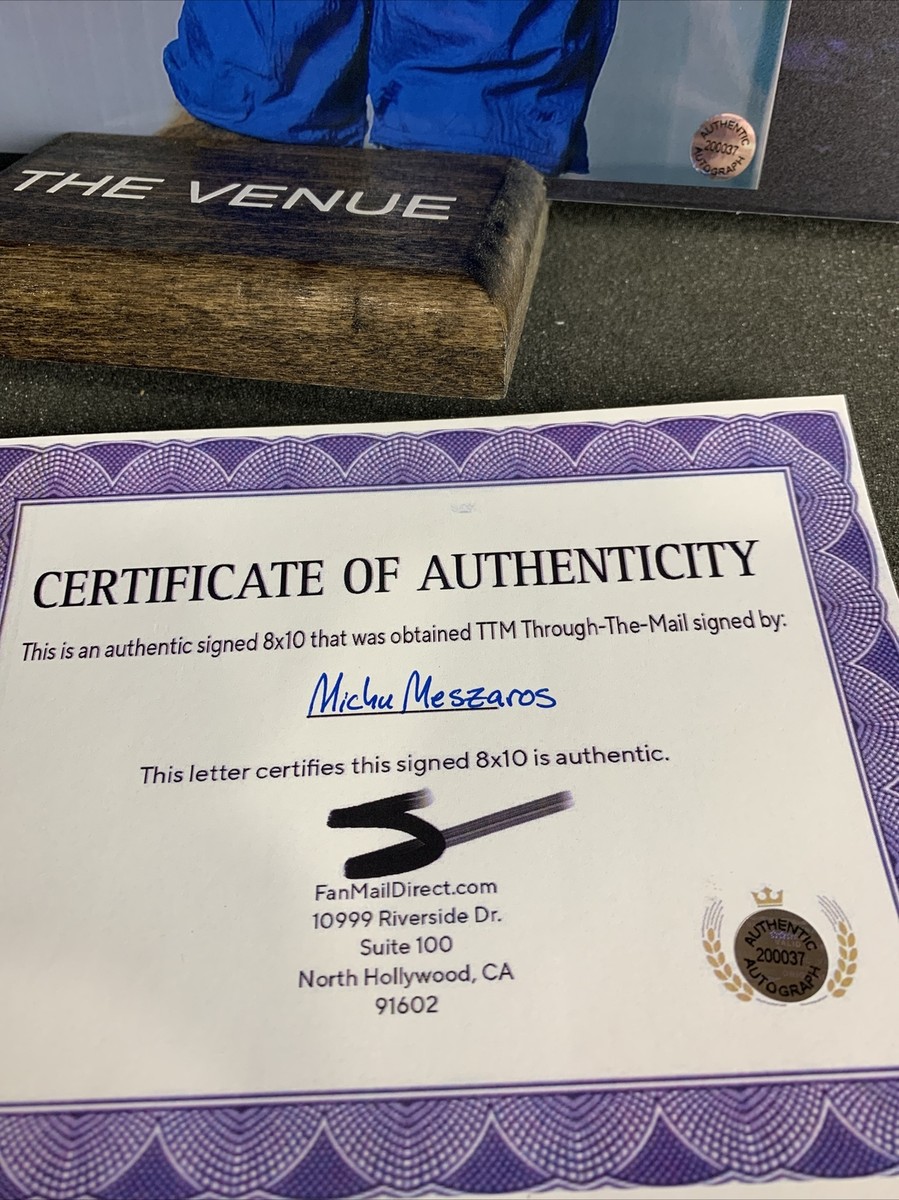 AUTHENTIC
200037
AUTOGRAPH
THE VENUE
CERTIFICATE OF AUTHENTICITY
This is an authentic signed 8x10 that was obtained TTM Through-The-Mail signed by:
Michu Meszaros
This letter certifies this signed 8x10 is authentic.
FanMailDirect.com
10999 Riverside Dr.
Suite 100
North Hollywood, CA
91602
AUTHENTIC
200037
AUTOGRAPH